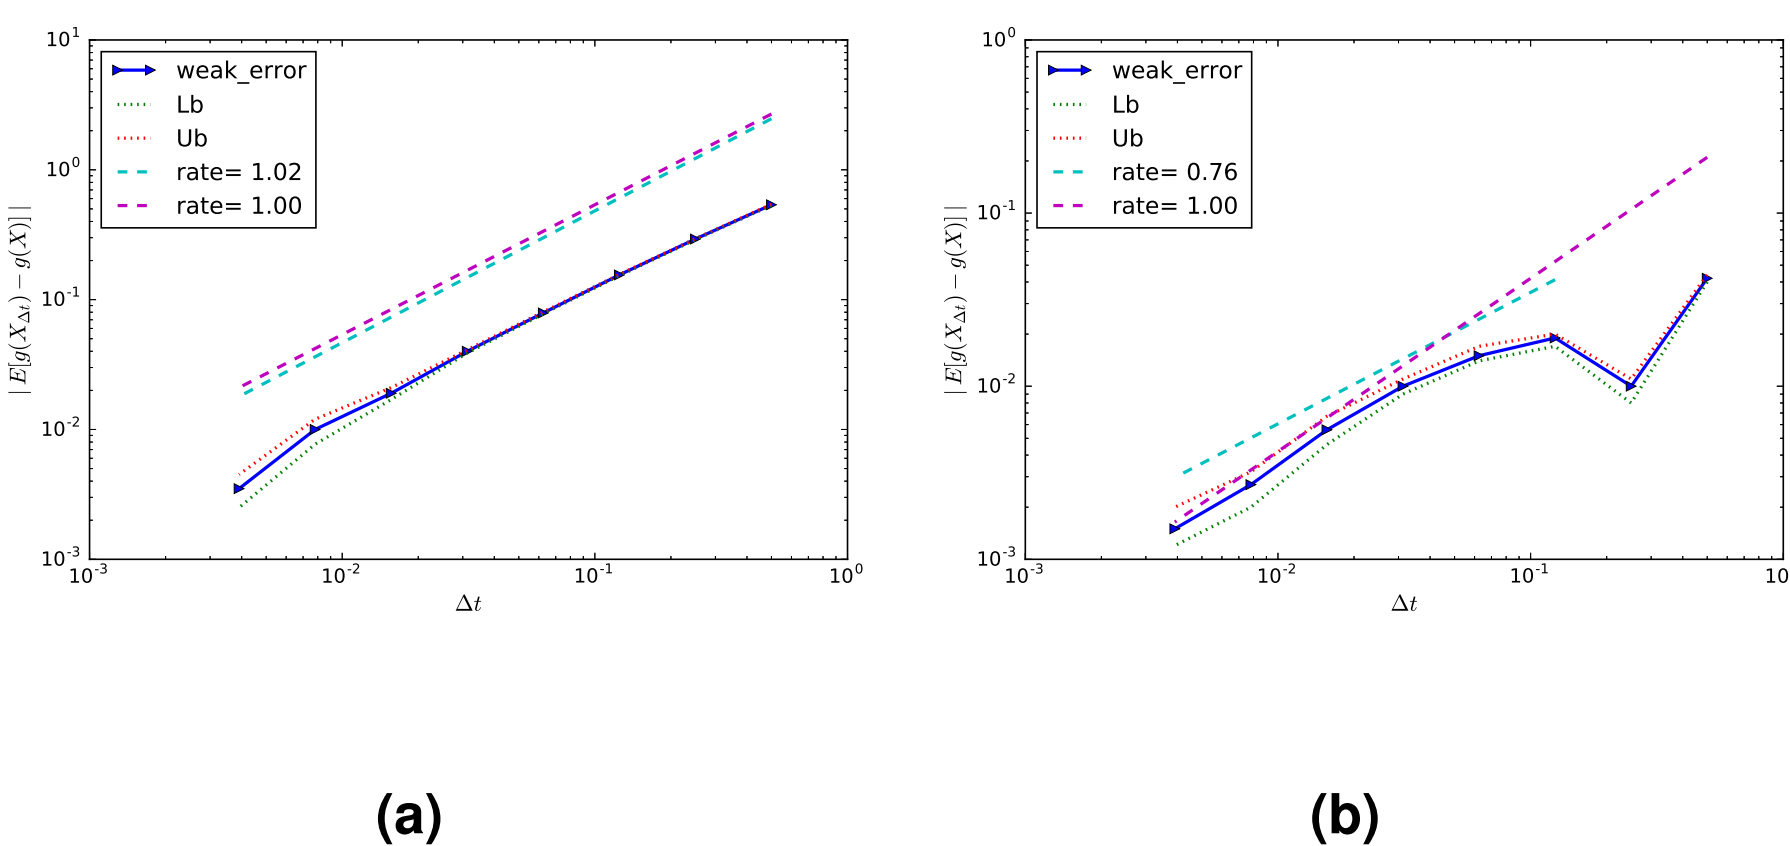 10^1
10^0
10^-1
10^-2
10^-3
| E[g(X_Δt) − g(X)] |
weak_error
Lb
Ub
rate= 1.02
rate= 1.00
10^-3 10^-2 10^-1 10^0
Δt
(a)
10^0
10^-1
10^-2
10^-3
| E[g(X_Δt) − g(X)] |
weak_error
Lb
Ub
rate= 0.76
rate= 1.00
10^-3 10^-2 10^-1 10
Δt
(b)